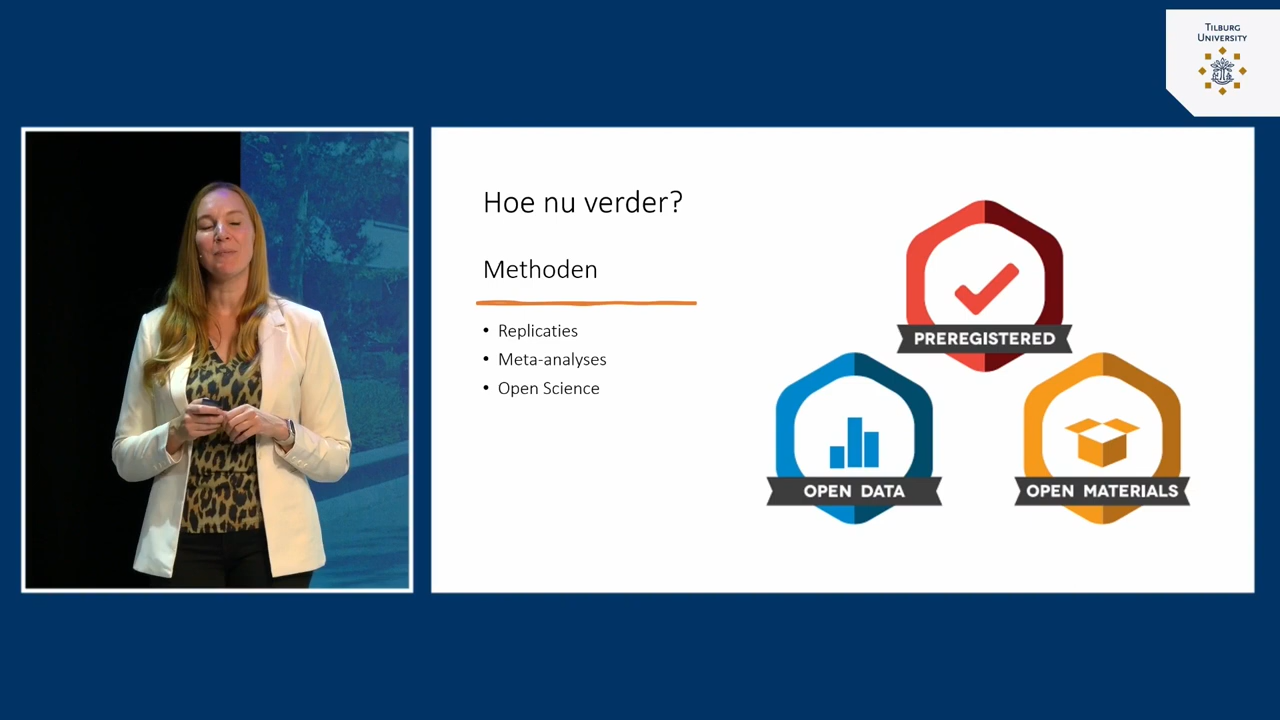 TILBURG
UNIVERSITY
Hoe nu verder?
Methoden
• Replicaties
• Meta-analyses
• Open Science
PREREGISTERED
OPEN DATA
OPEN MATERIALS